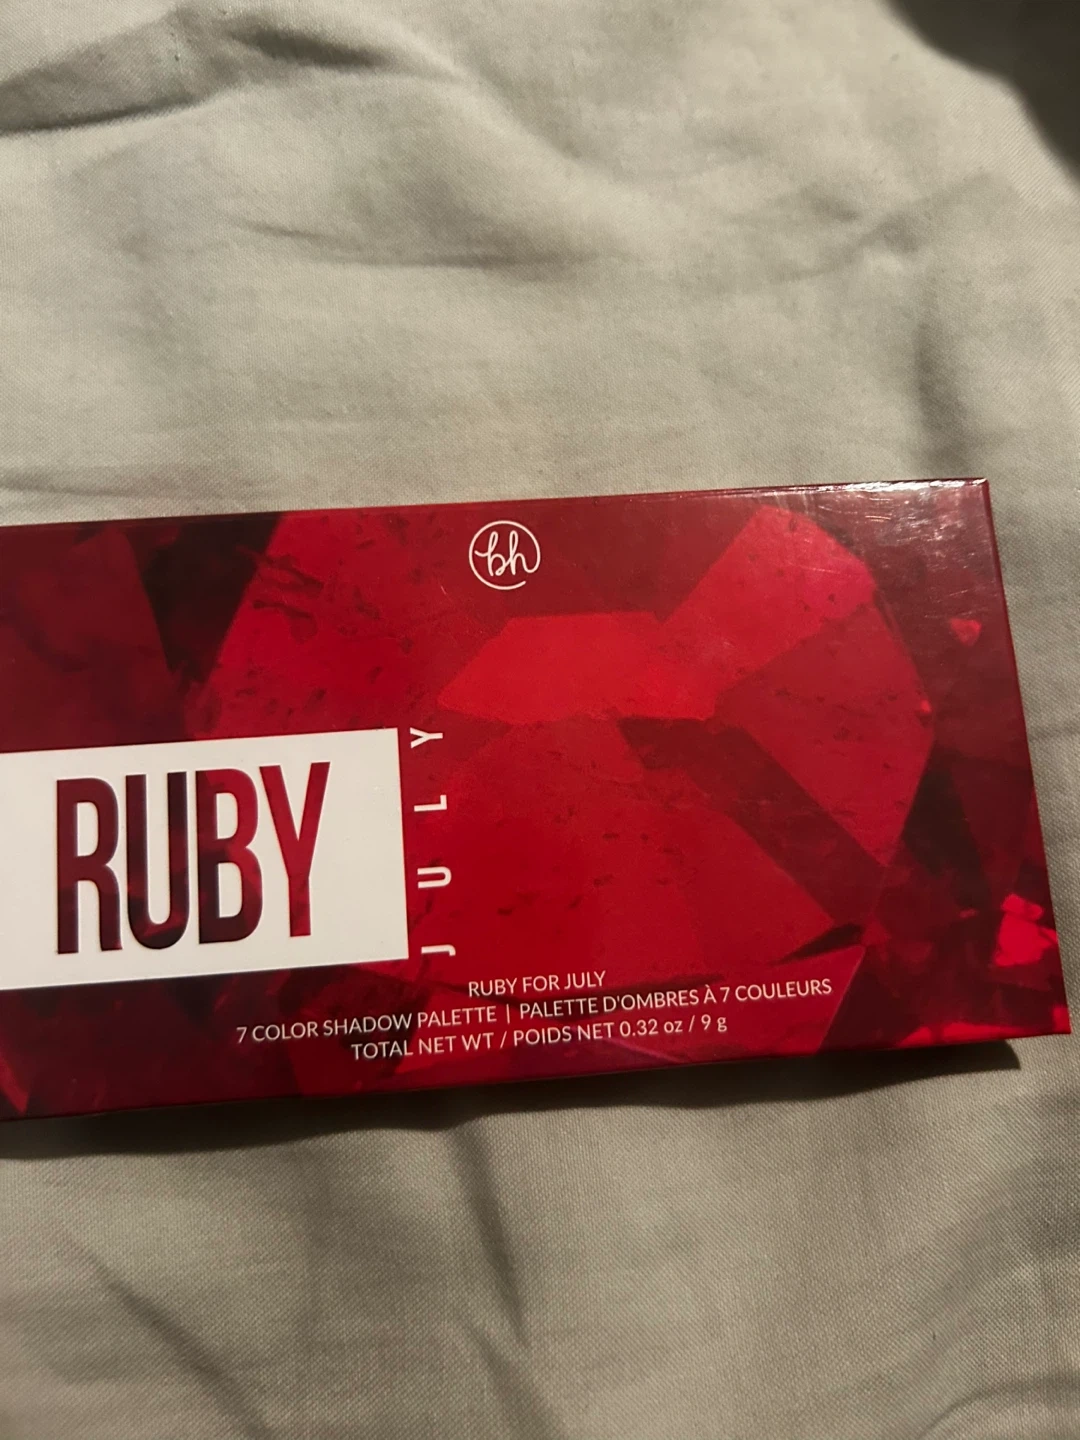 bh
RUBY
JULY
RUBY FOR JULY
7 COLOR SHADOW PALETTE | PALETTE D'OMBRES À 7 COULEURS
TOTAL NET WT / POIDS NET 0.32 oz / 9 g